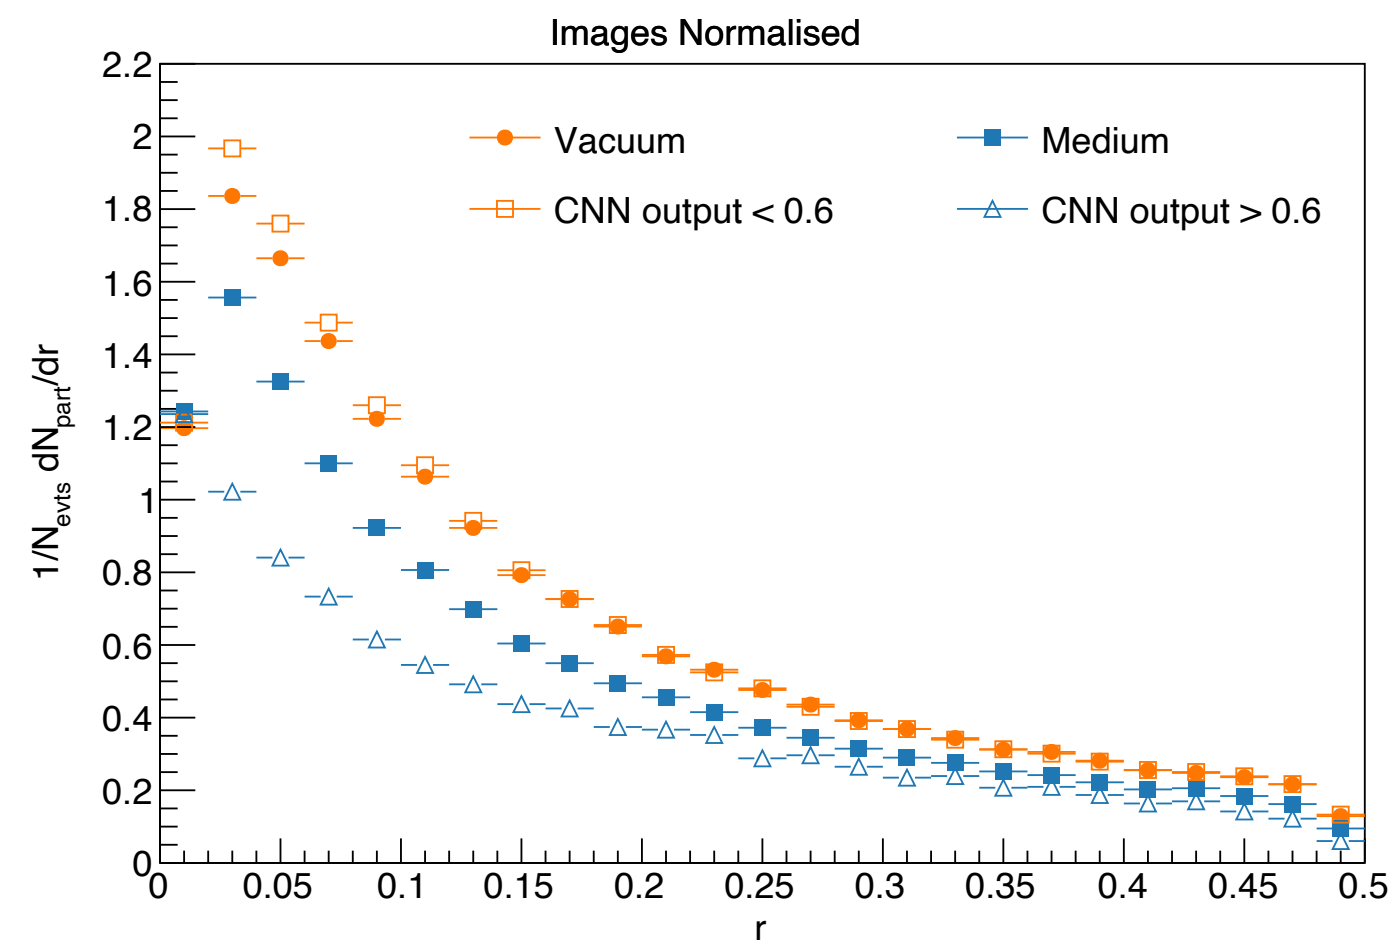 Images Normalised
2.2
2
1.8
1.6
1.4
1.2
1
0.8
0.6
0.4
0.2
0
1/N_evts dN_part/dr
Vacuum
Medium
CNN output < 0.6
CNN output > 0.6
0 0.05 0.1 0.15 0.2 0.25 0.3 0.35 0.4 0.45 0.5
r